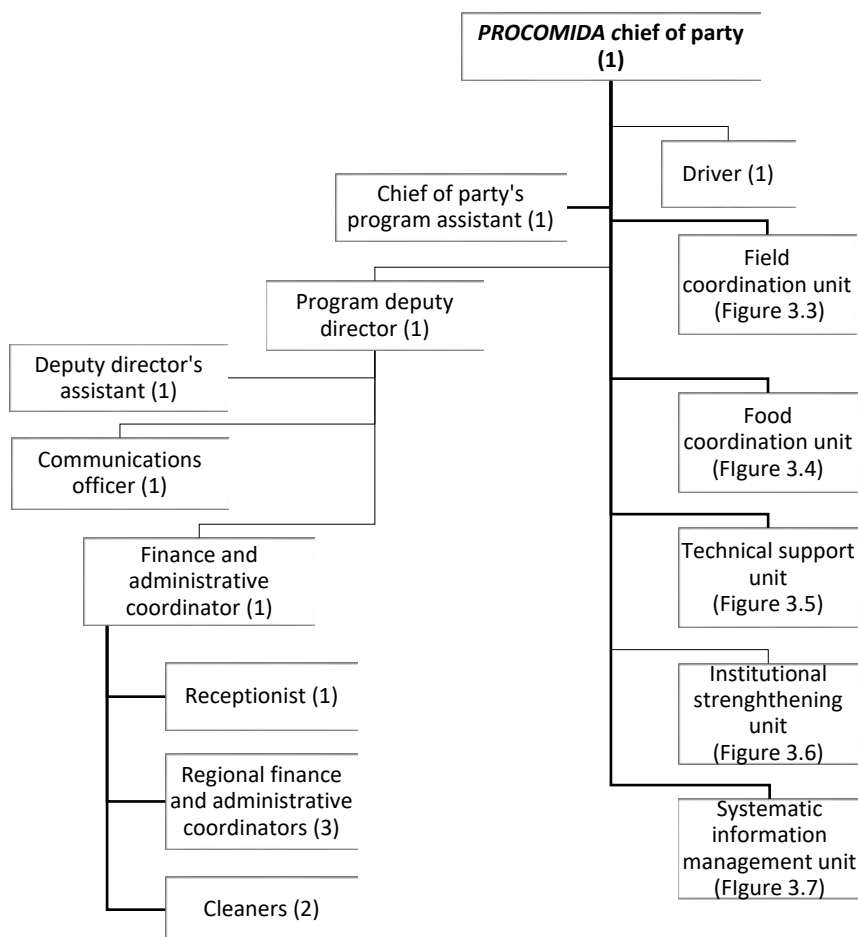 PROCOMIDA chief of party
(1)
Driver (1)
Chief of party's
program assistant (1)
Field
coordination unit
(Figure 3.3)
Program deputy
director (1)
Deputy director's
assistant (1)
Food
coordination unit
(FIgure 3.4)
Communications
officer (1)
Technical support
unit
(Figure 3.5)
Finance and
administrative
coordinator (1)
Institutional
strenghthening
unit
(Figure 3.6)
Receptionist (1)
Regional finance
and administrative
coordinators (3)
Systematic
information
management unit
(FIgure 3.7)
Cleaners (2)